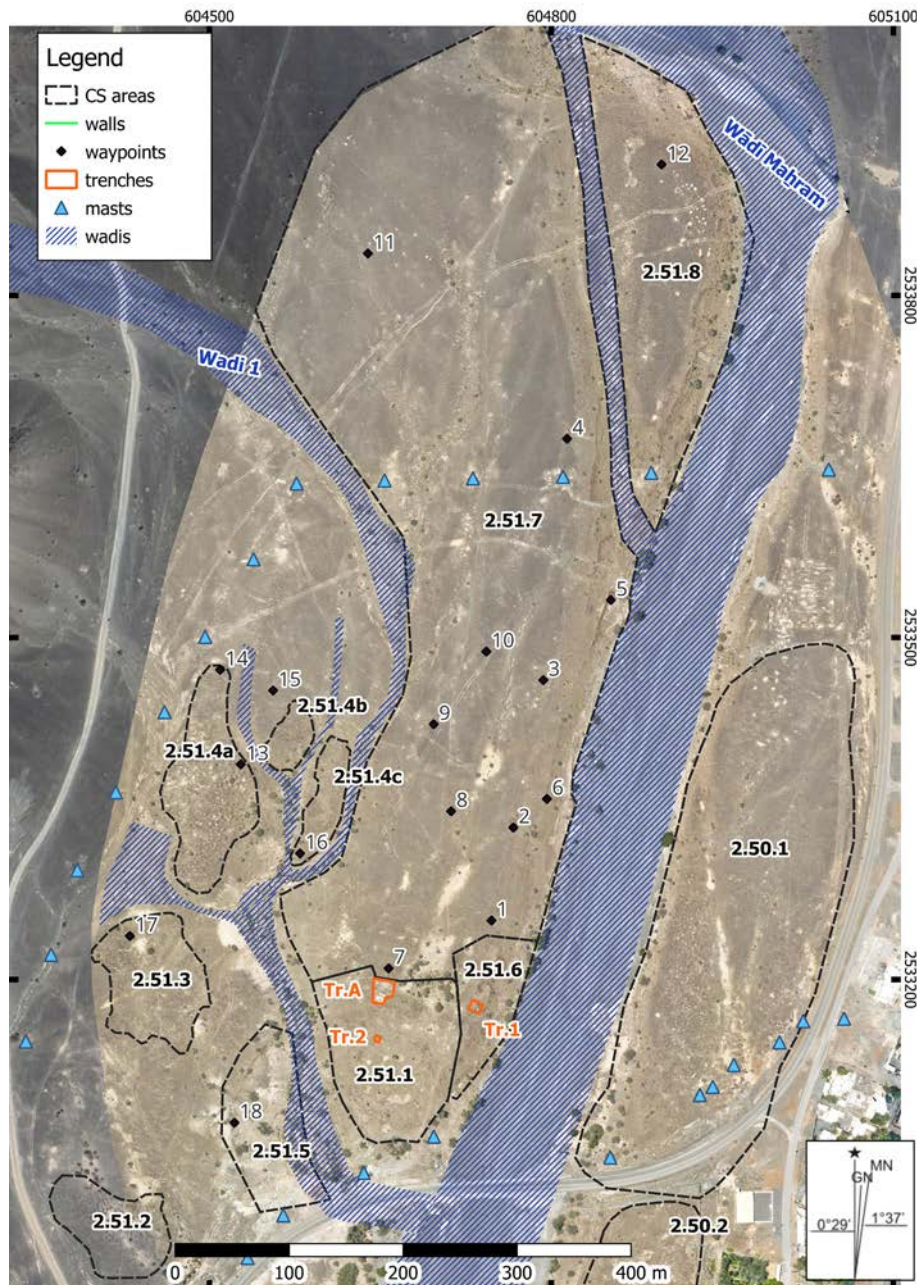 604500
604800
605100
Legend
CS areas
walls
waypoints
trenches
masts
wadis
Wādi Maḥram
12
11
2.51.8
2533800
Wadi 1
4
2.51.7
5
2533500
10
14
3
15
2.51.4b
9
2.51.4a
13
2.51.4c
6
8
2
2.50.1
16
1
17
7
2.51.6
2533200
2.51.3
Tr.A
Tr.1
Tr.2
2.51.1
18
2.51.5
MN
GN
2.51.2
2.50.2
0°29'
1°37'
0
100
200
400 m